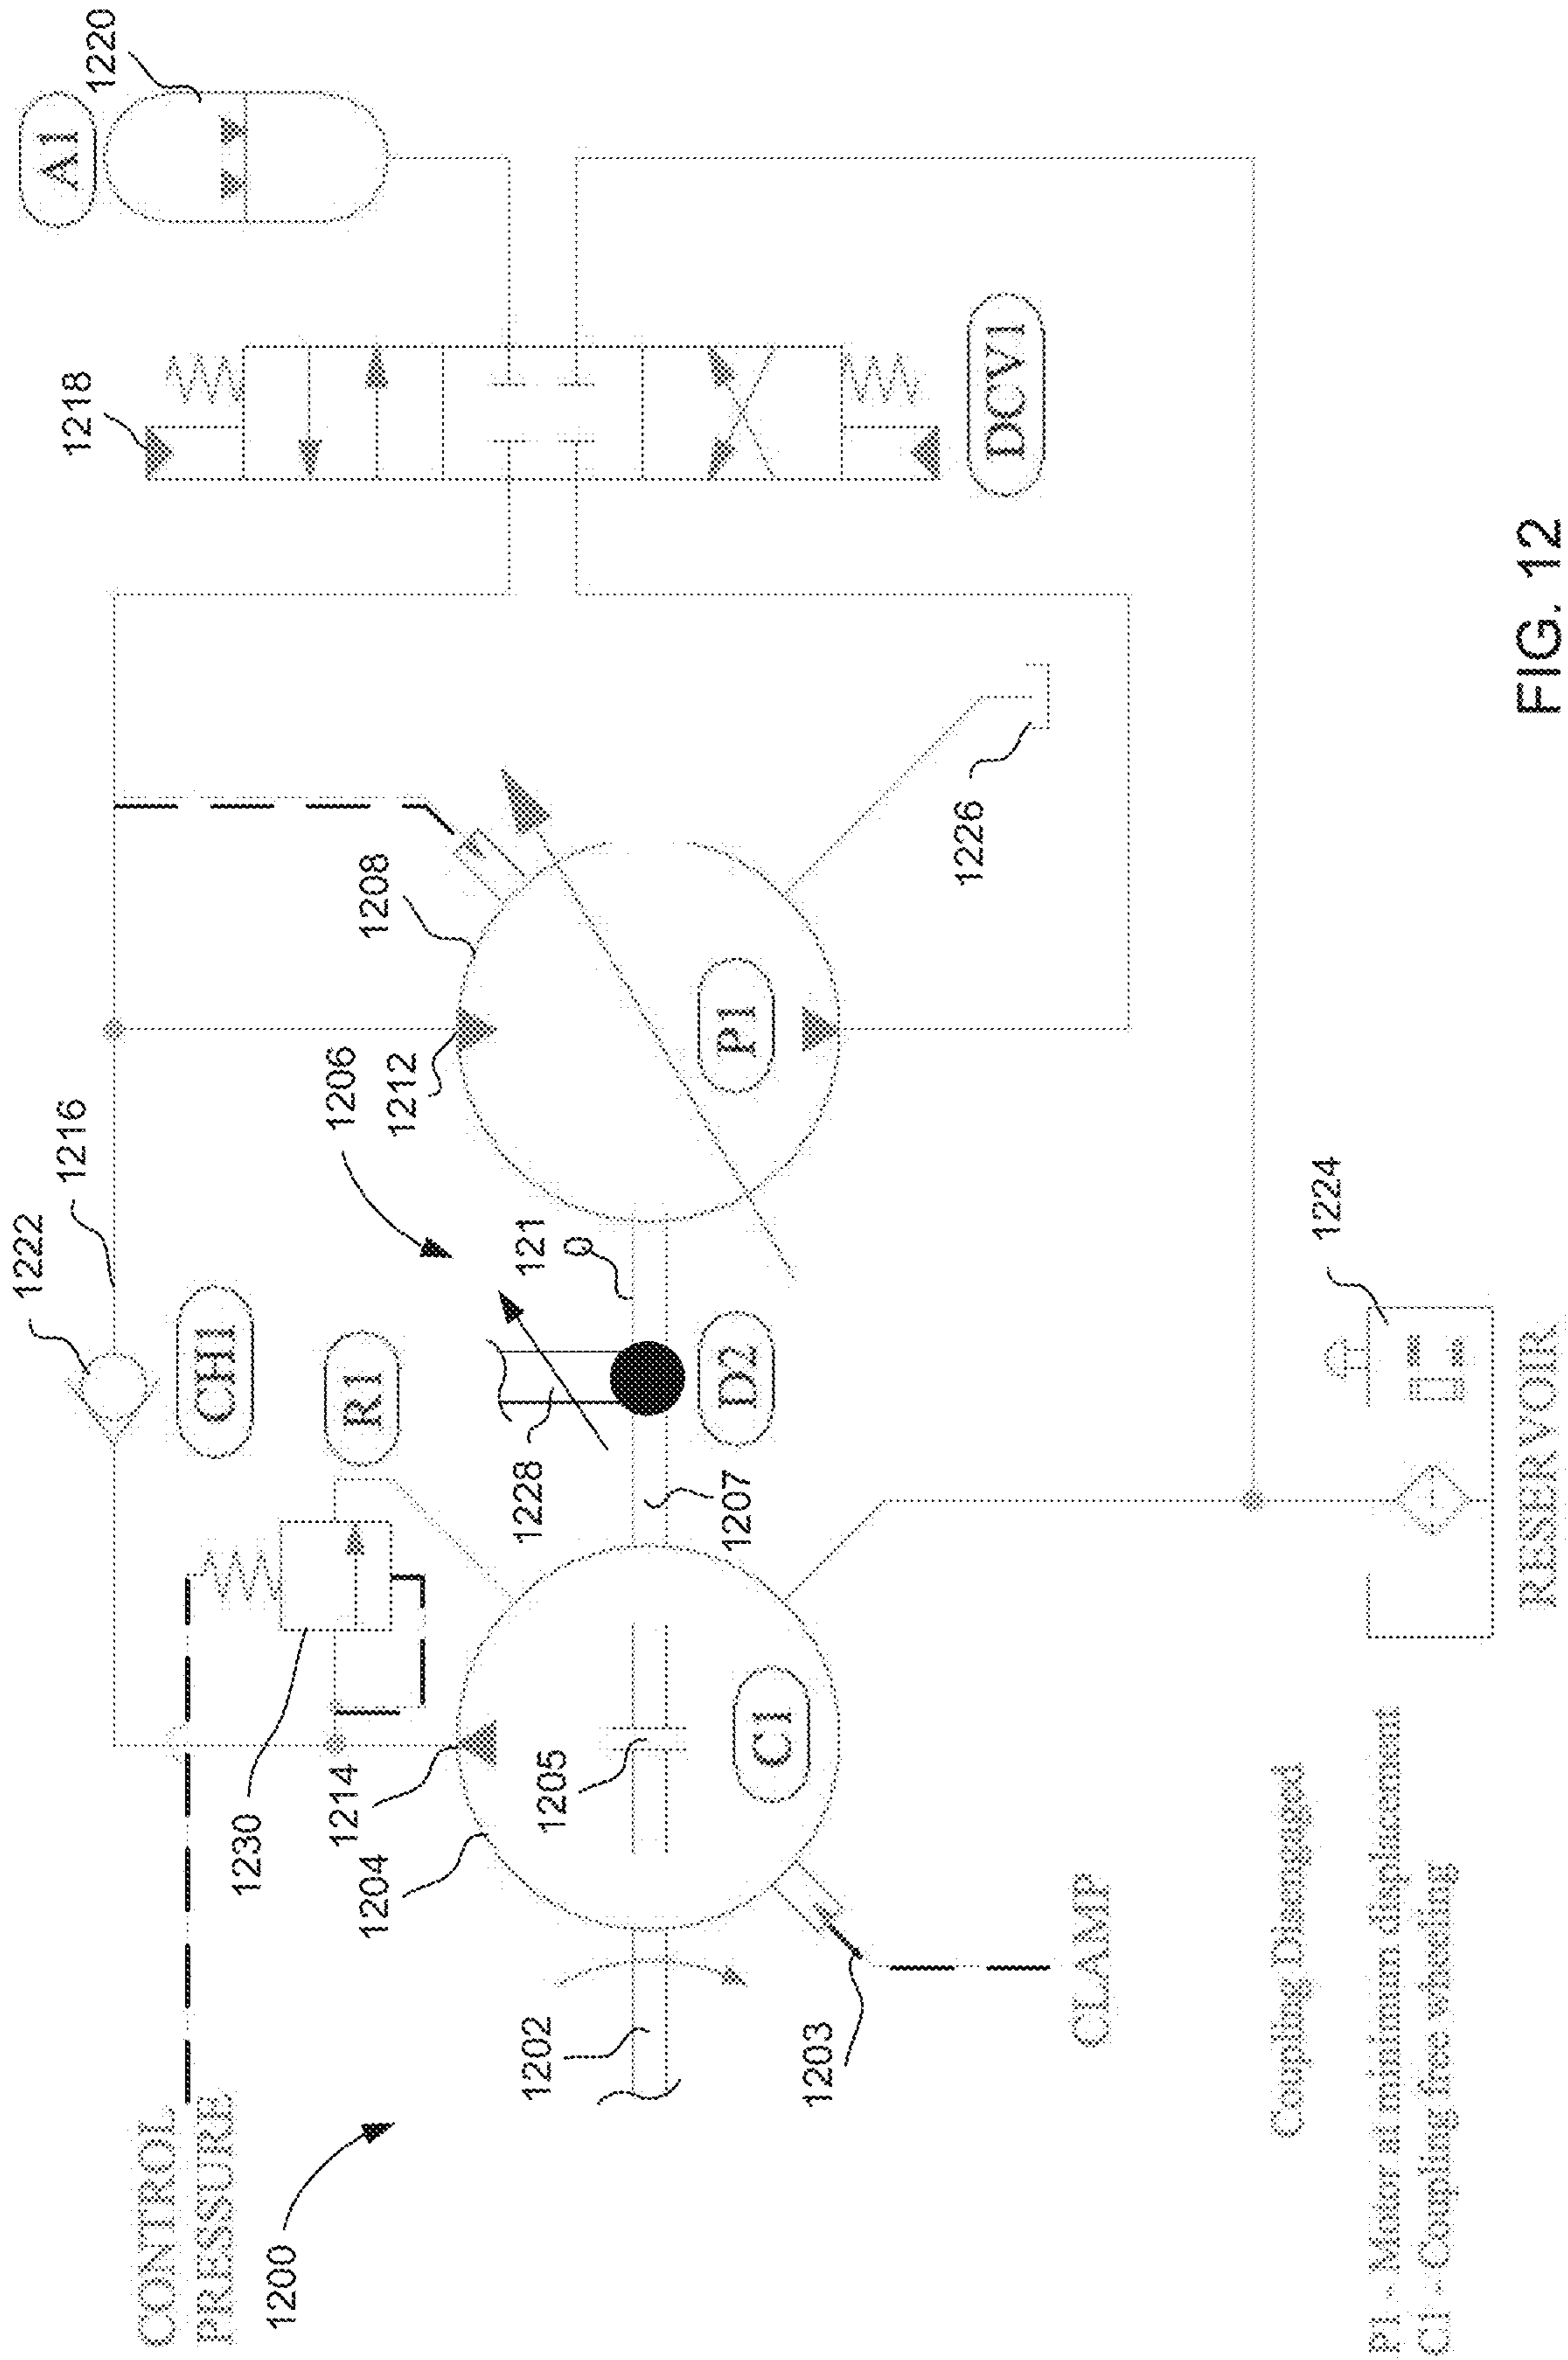 CONTROL
PRESSURE
1200
1230
1222
1216
CH1
R1
1214
1204
1202
1203
1205
C1
CLAMP
1228
1207
D2
121
0
1206
1212
1208
P1
1226
1218
DCV1
A1
1220
1224
RESERVOIR
Coupling Disengaged
P1 - Motor at minimum displacement
C1 - Coupling free wheeling
FIG. 12